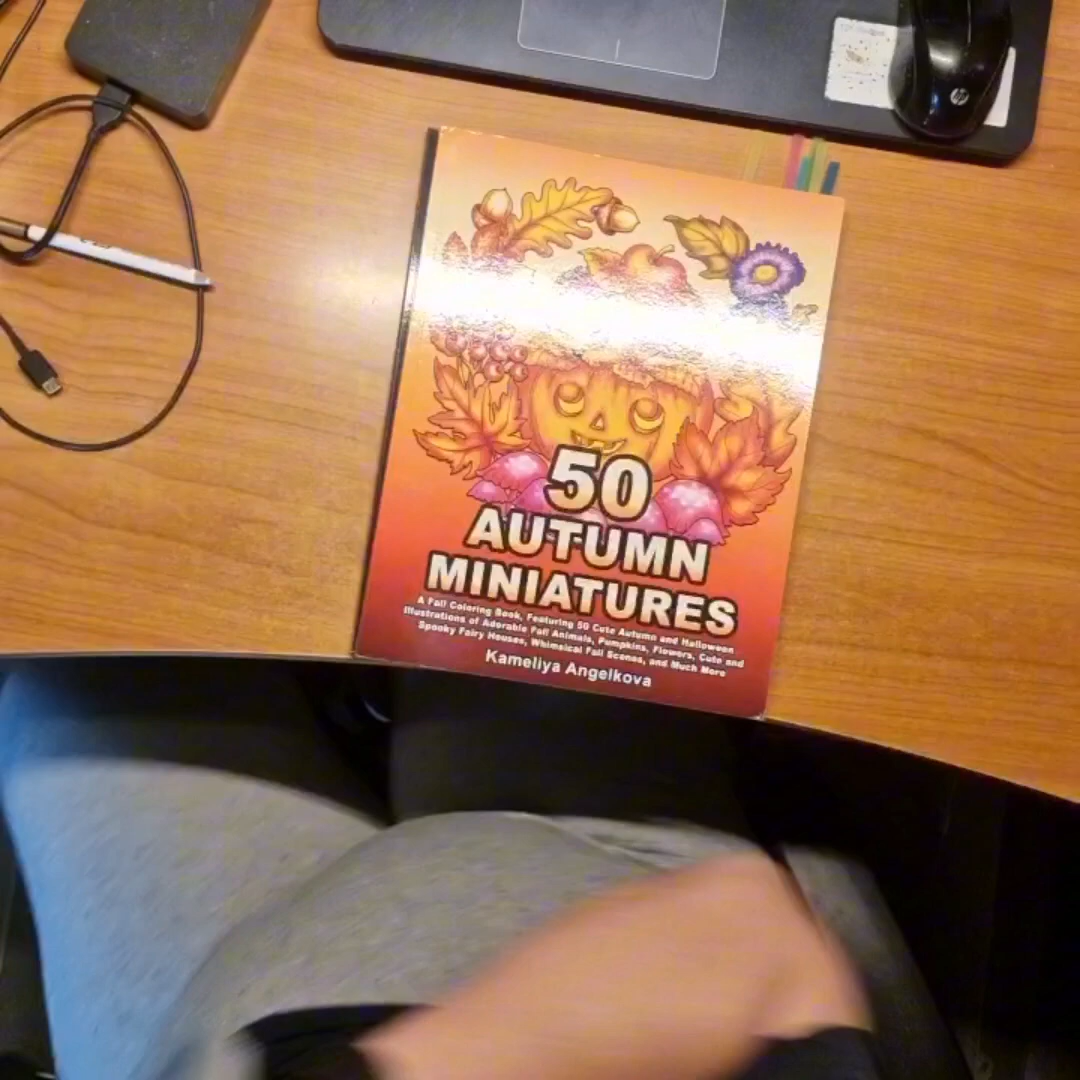 hp
50
AUTUMN
MINIATURES
A Fall Coloring Book, Featuring 50 Cute Autumn and Halloween
Illustrations of Adorable Fall Animals, Pumpkins, Flowers, Cute and
Spooky Fairy Houses, Whimsical Fall Scenes, and Much More
Kameliya Angelkova